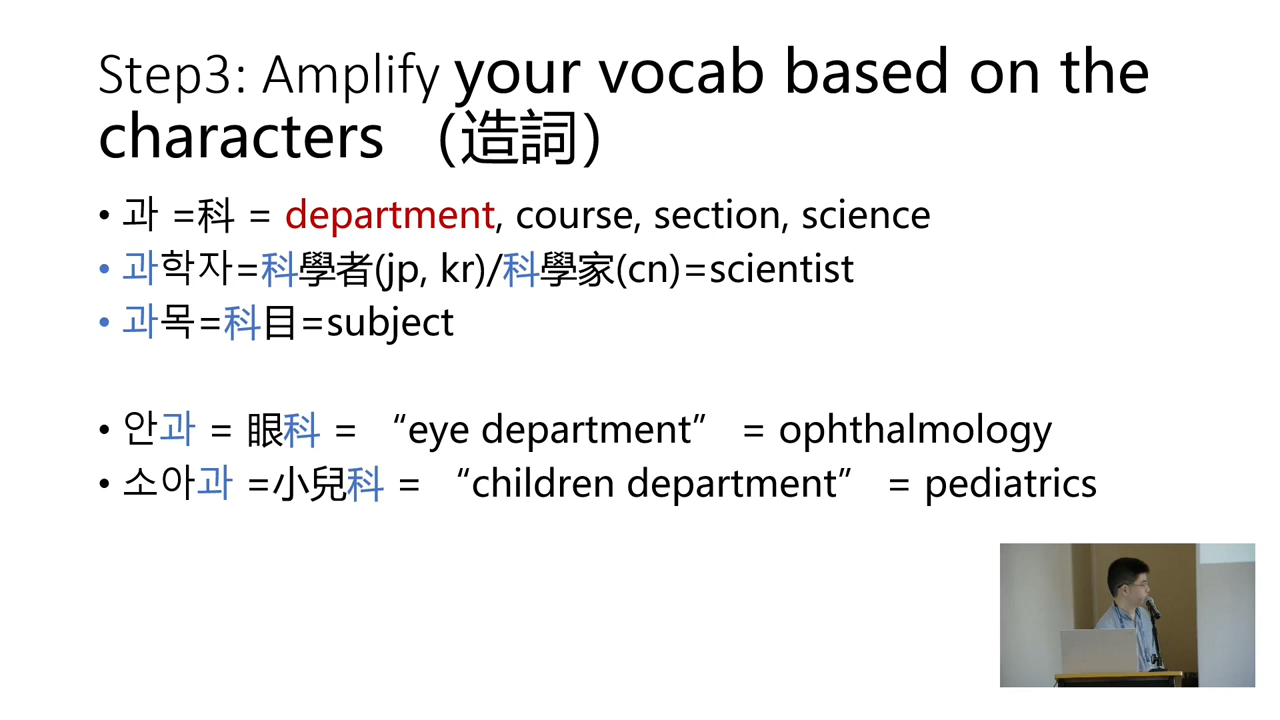 Step3: Amplify your vocab based on the
characters （造詞）
• 과 =科 = department, course, section, science
• 과학자=科學者(jp, kr)/科學家(cn)=scientist
• 과목=科目=subject
• 안과 = 眼科 = “eye department” = ophthalmology
• 소아과 =小兒科 = “children department” = pediatrics